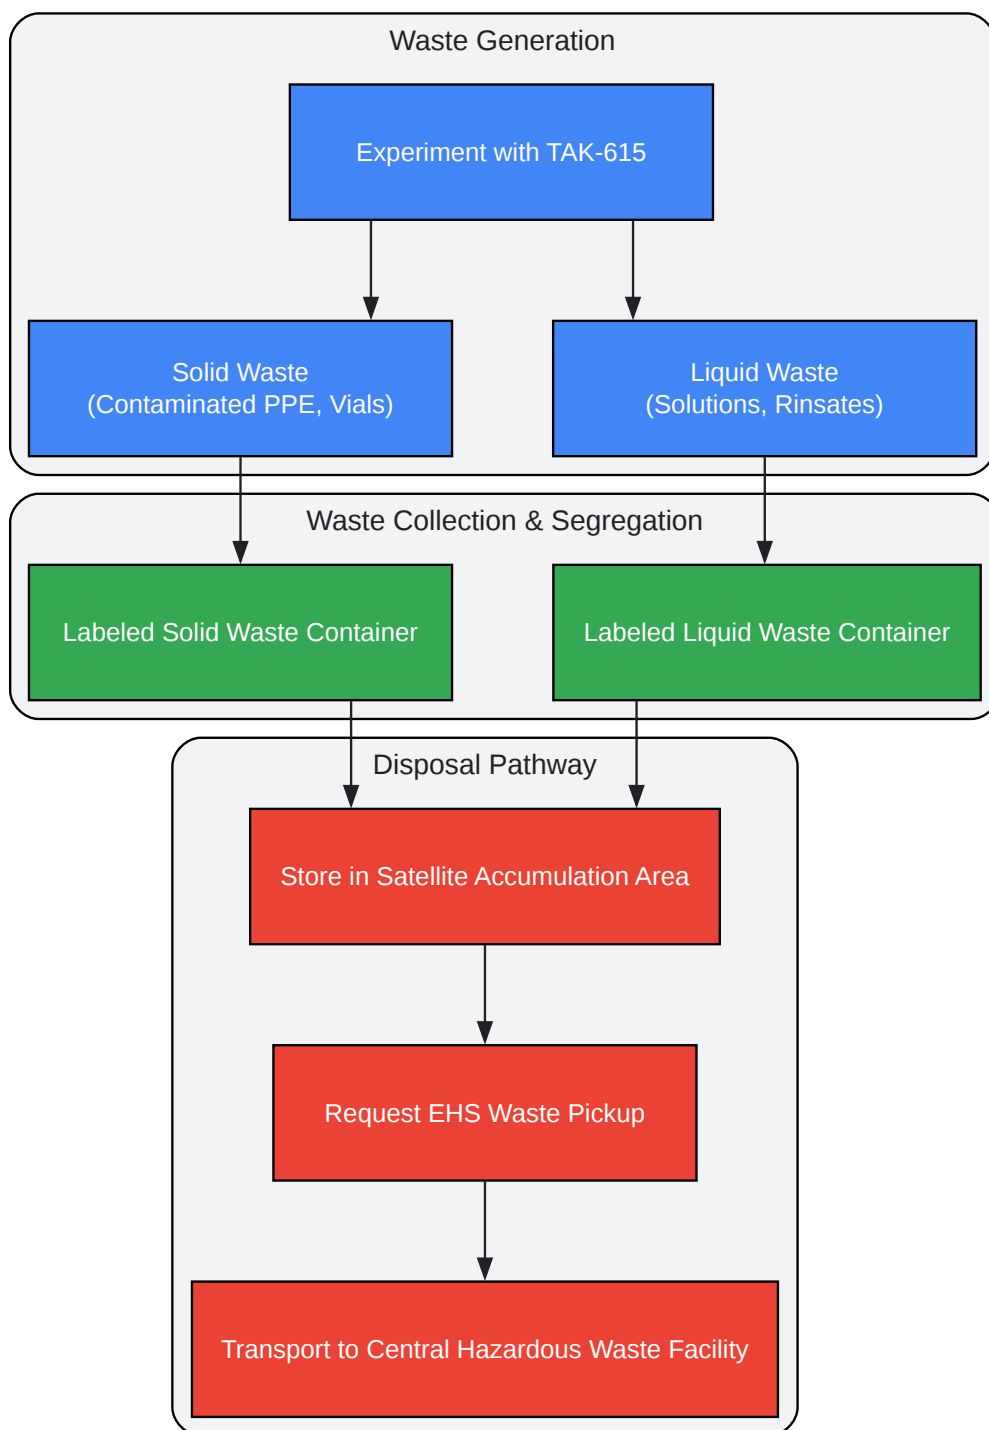 Waste Generation
Experiment with TAK-615
Solid Waste
(Contaminated PPE, Vials)
Liquid Waste
(Solutions, Rinsates)
Waste Collection & Segregation
Labeled Solid Waste Container
Labeled Liquid Waste Container
Disposal Pathway
Store in Satellite Accumulation Area
Request EHS Waste Pickup
Transport to Central Hazardous Waste Facility